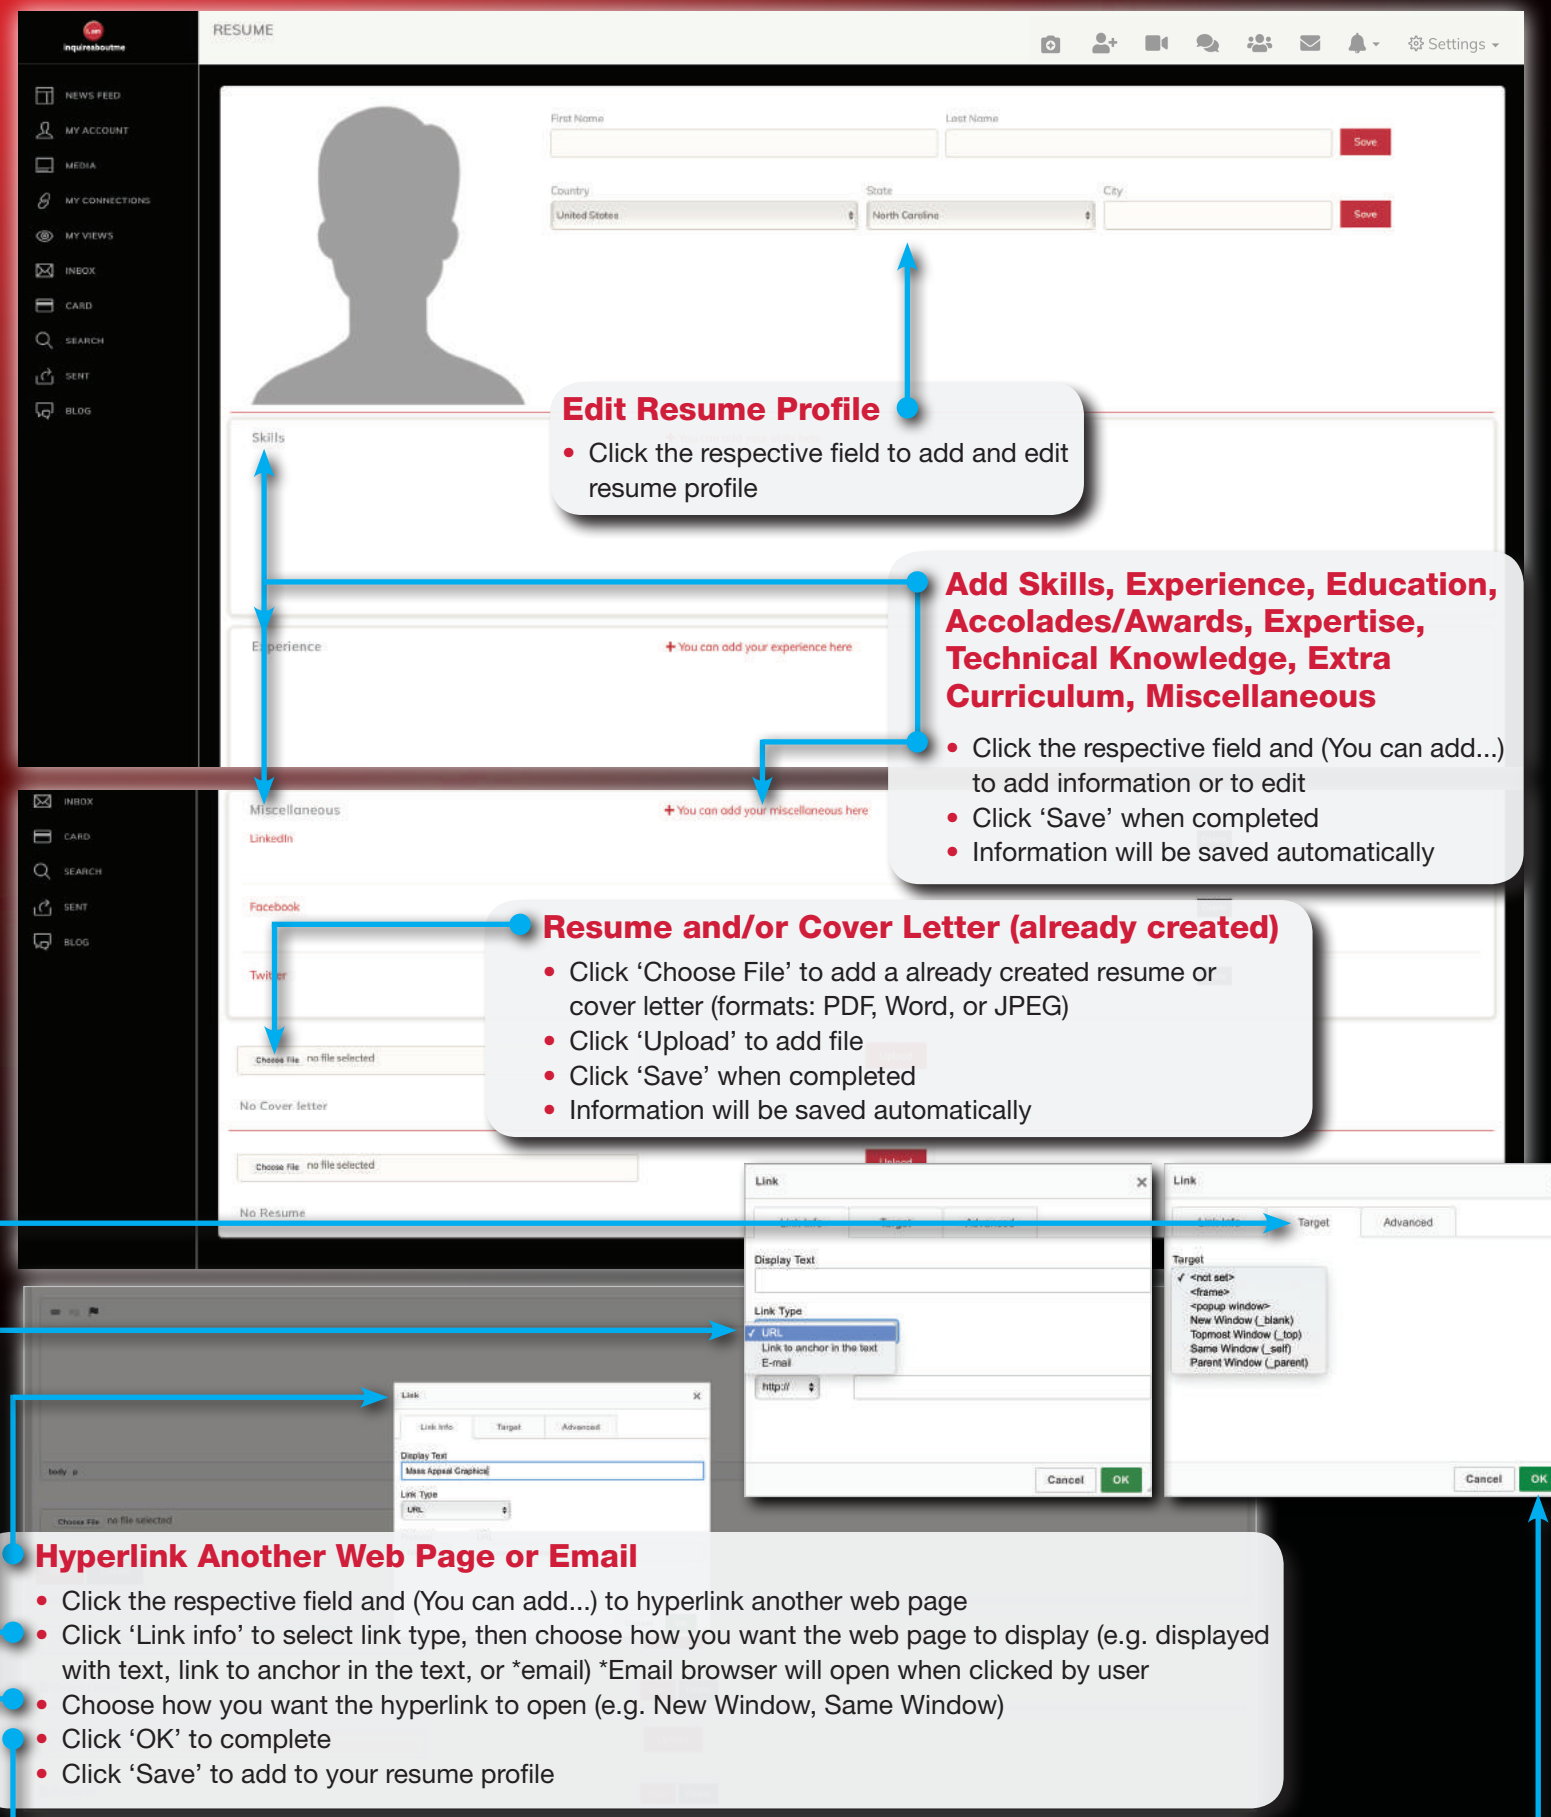 I am
inquireaboutme
RESUME
Settings
NEWS FEED
MY ACCOUNT
MEDIA
MY CONNECTIONS
MY VIEWS
INBOX
CARD
SEARCH
SENT
BLOG
First Name
Last Name
Save
Country
State
City
United States
North Carolina
Save
Edit Resume Profile
• Click the respective field to add and edit
resume profile
Skills
Add Skills, Experience, Education,
Accolades/Awards, Expertise,
Technical Knowledge, Extra
Curriculum, Miscellaneous
• Click the respective field and (You can add...)
to add information or to edit
• Click ‘Save’ when completed
• Information will be saved automatically
Experience
+ You can add your experience here
INBOX
CARD
SEARCH
SENT
BLOG
Miscellaneous
+ You can add your miscellaneous here
LinkedIn
Facebook
Twitter
Resume and/or Cover Letter (already created)
• Click ‘Choose File’ to add a already created resume or
cover letter (formats: PDF, Word, or JPEG)
• Click ‘Upload’ to add file
• Click ‘Save’ when completed
• Information will be saved automatically
Choose File no file selected
No Cover letter
Choose File no file selected
Upload
No Resume
Link ×
Link Info Target Advanced
Display Text
Link Type
✓ URL
Link to anchor in the text
E-mail
http://
Cancel OK
Link
Link Info Target Advanced
Target
✓ <not set>
<frame>
<popup window>
New Window (_blank)
Topmost Window (_top)
Same Window (_self)
Parent Window (_parent)
Cancel OK
Link ×
Link Info Target Advanced
Display Text
Mass Appeal Graphics
Link Type
URL
body p
Choose File no file selected
Hyperlink Another Web Page or Email
• Click the respective field and (You can add...) to hyperlink another web page
• Click ‘Link info’ to select link type, then choose how you want the web page to display (e.g. displayed
with text, link to anchor in the text, or *email) *Email browser will open when clicked by user
• Choose how you want the hyperlink to open (e.g. New Window, Same Window)
• Click ‘OK’ to complete
• Click ‘Save’ to add to your resume profile